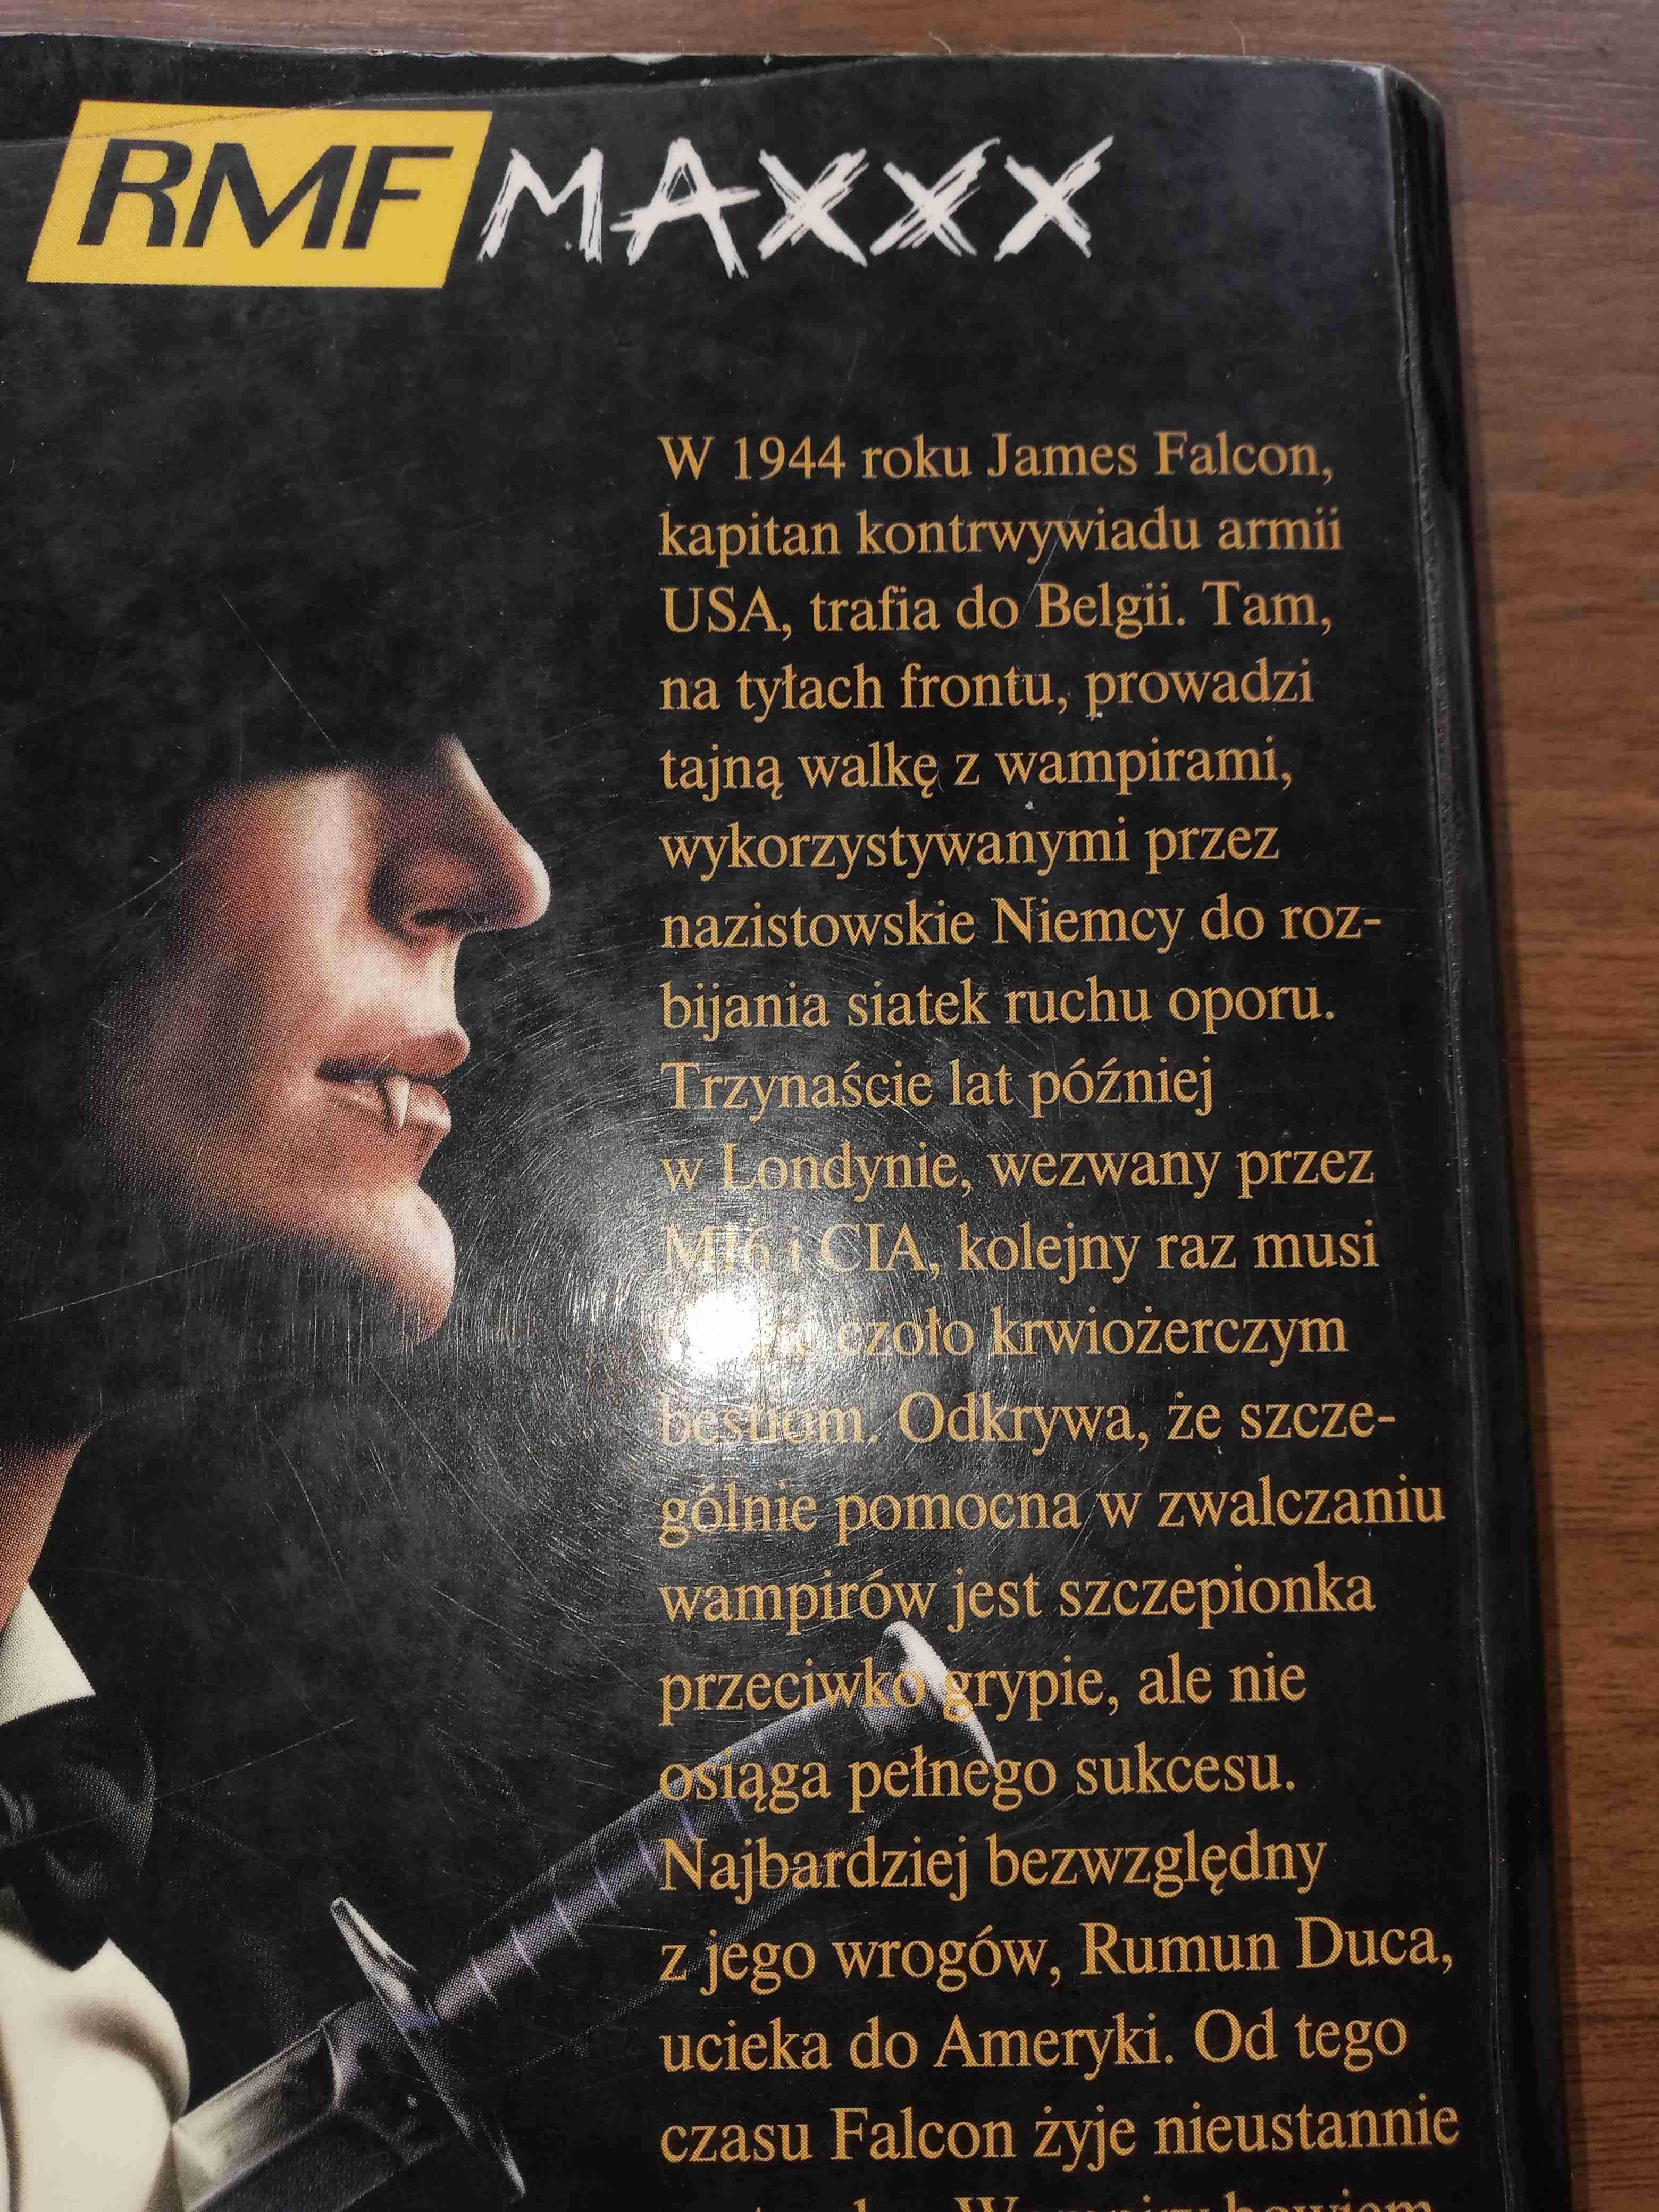 RMF MAXXX
W 1944 roku James Falcon,
kapitan kontrwywiadu armii
USA, trafia do Belgii. Tam,
na tyłach frontu, prowadzi
tajną walkę z wampirami,
wykorzystywanymi przez
nazistowskie Niemcy do roz-
bijania siatek ruchu oporu.
Trzynaście lat później
w Londynie, wezwany przez
MI6 i CIA, kolejny raz musi
czoło krwiożerczym
bestiom. Odkrywa, że szcze-
gólnie pomocna w zwalczaniu
wampirów jest szczepionka
przeciwko grypie, ale nie
osiąga pełnego sukcesu.
Najbardziej bezwzględny
z jego wrogów, Rumun Duca,
ucieka do Ameryki. Od tego
czasu Falcon żyje nieustannie